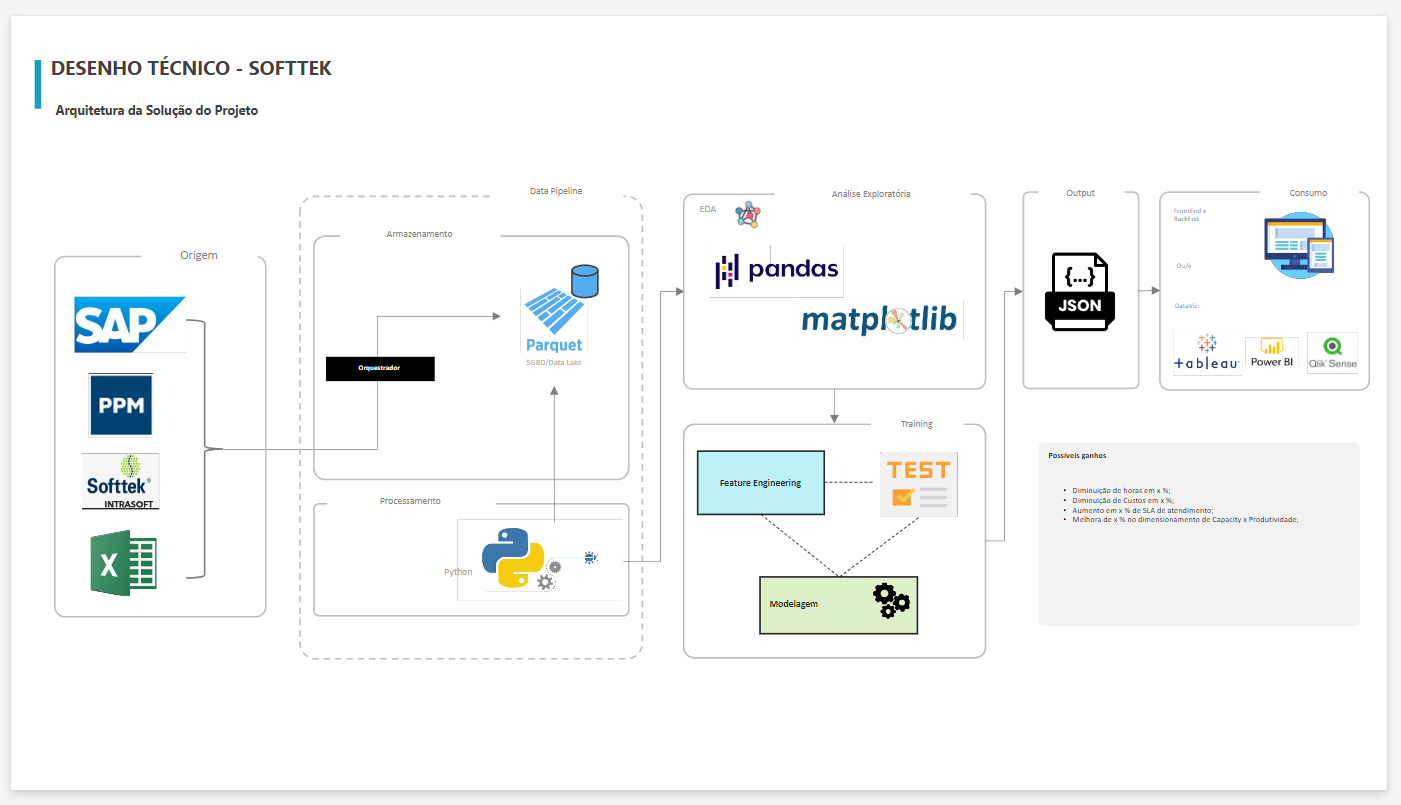 DESENHO TÉCNICO - SOFTTEK
Arquitetura da Solução do Projeto
Origem
SAP
PPM
Softtek®
INTRASOFT
X
Data Pipeline
Armazenamento
Orquastrador
Parquet
SGBD/Data Lake
Processamento
Python
Análise Exploratória
EDA
pandas
matplotlib
Training
Feature Engineering
TEST
Modelagem
Output
{...}
JSON
Consumo
FrontEnd x
BackEnd
Ou/e
DataViz:
+ableau
Power BI
Qlik Sense
Possiveis ganhos
• Diminuição de horas em x %;
• Diminuição de Custos em x %;
• Aumento em x % de SLA de atendimento;
• Melhora de x % no dimensionamento de Capacity x Produtividade;